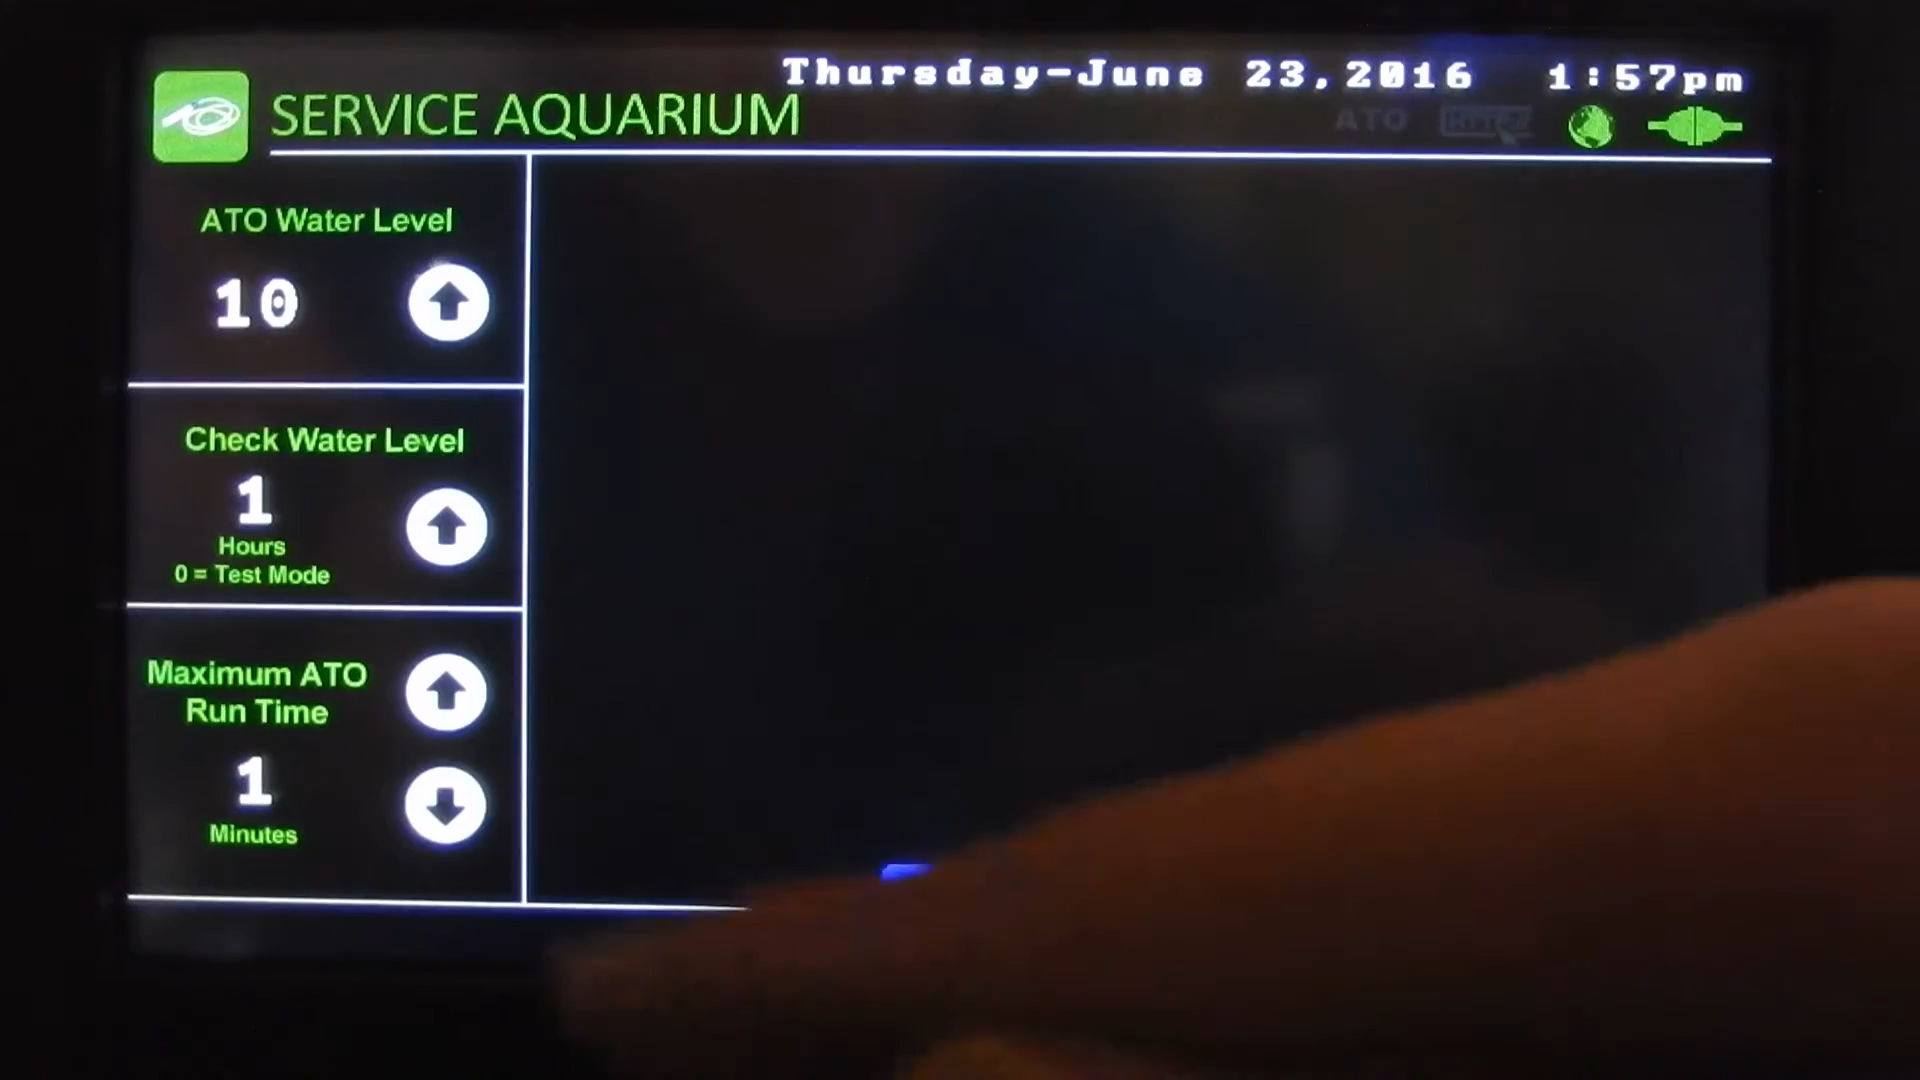 Thursday-June 23,2016 1:57pm
SERVICE AQUARIUM
ATO
ATO Water Level
10
Check Water Level
1
Hours
0 = Test Mode
Maximum ATO
Run Time
1
Minutes